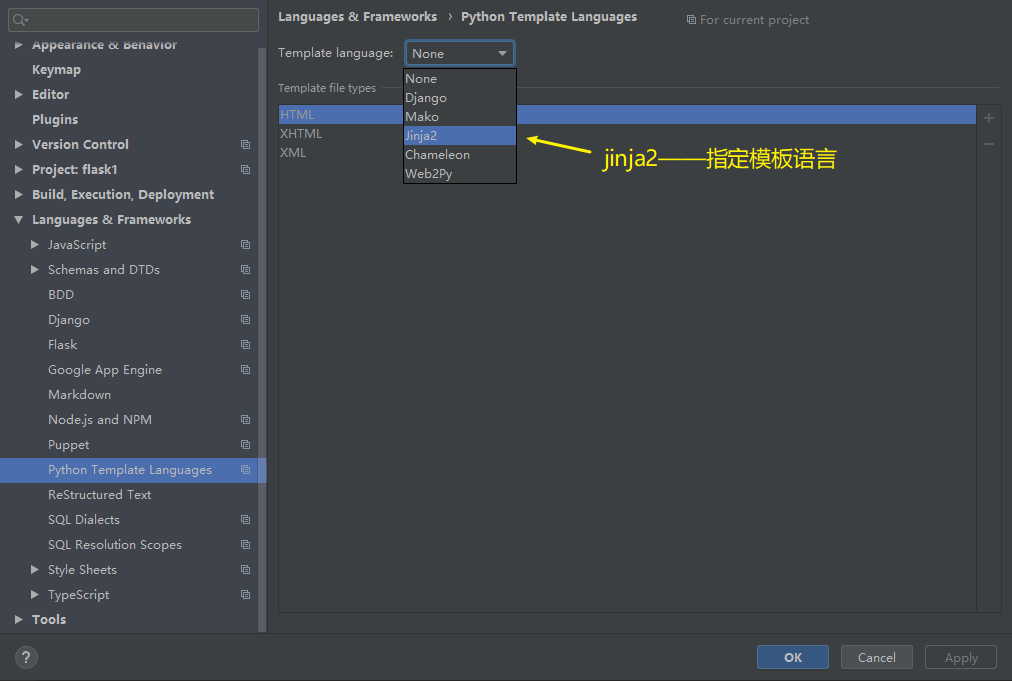 Appearance & Behavior
Keymap
Editor
Plugins
Version Control
Project: flask1
Build, Execution, Deployment
Languages & Frameworks
JavaScript
Schemas and DTDs
BDD
Django
Flask
Google App Engine
Markdown
Node.js and NPM
Puppet
Python Template Languages
ReStructured Text
SQL Dialects
SQL Resolution Scopes
Style Sheets
TypeScript
Tools
Languages & Frameworks › Python Template Languages
For current project
Template language: None
None
Django
Mako
Jinja2
Chameleon
Web2Py
Template file types
HTML
XHTML
XML
jinja2——指定模板语言
?
OK
Cancel
Apply